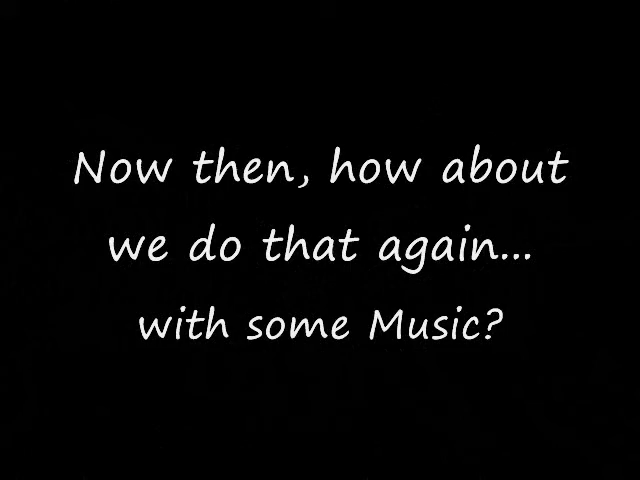 Now then, how about
we do that again...
with some Music?